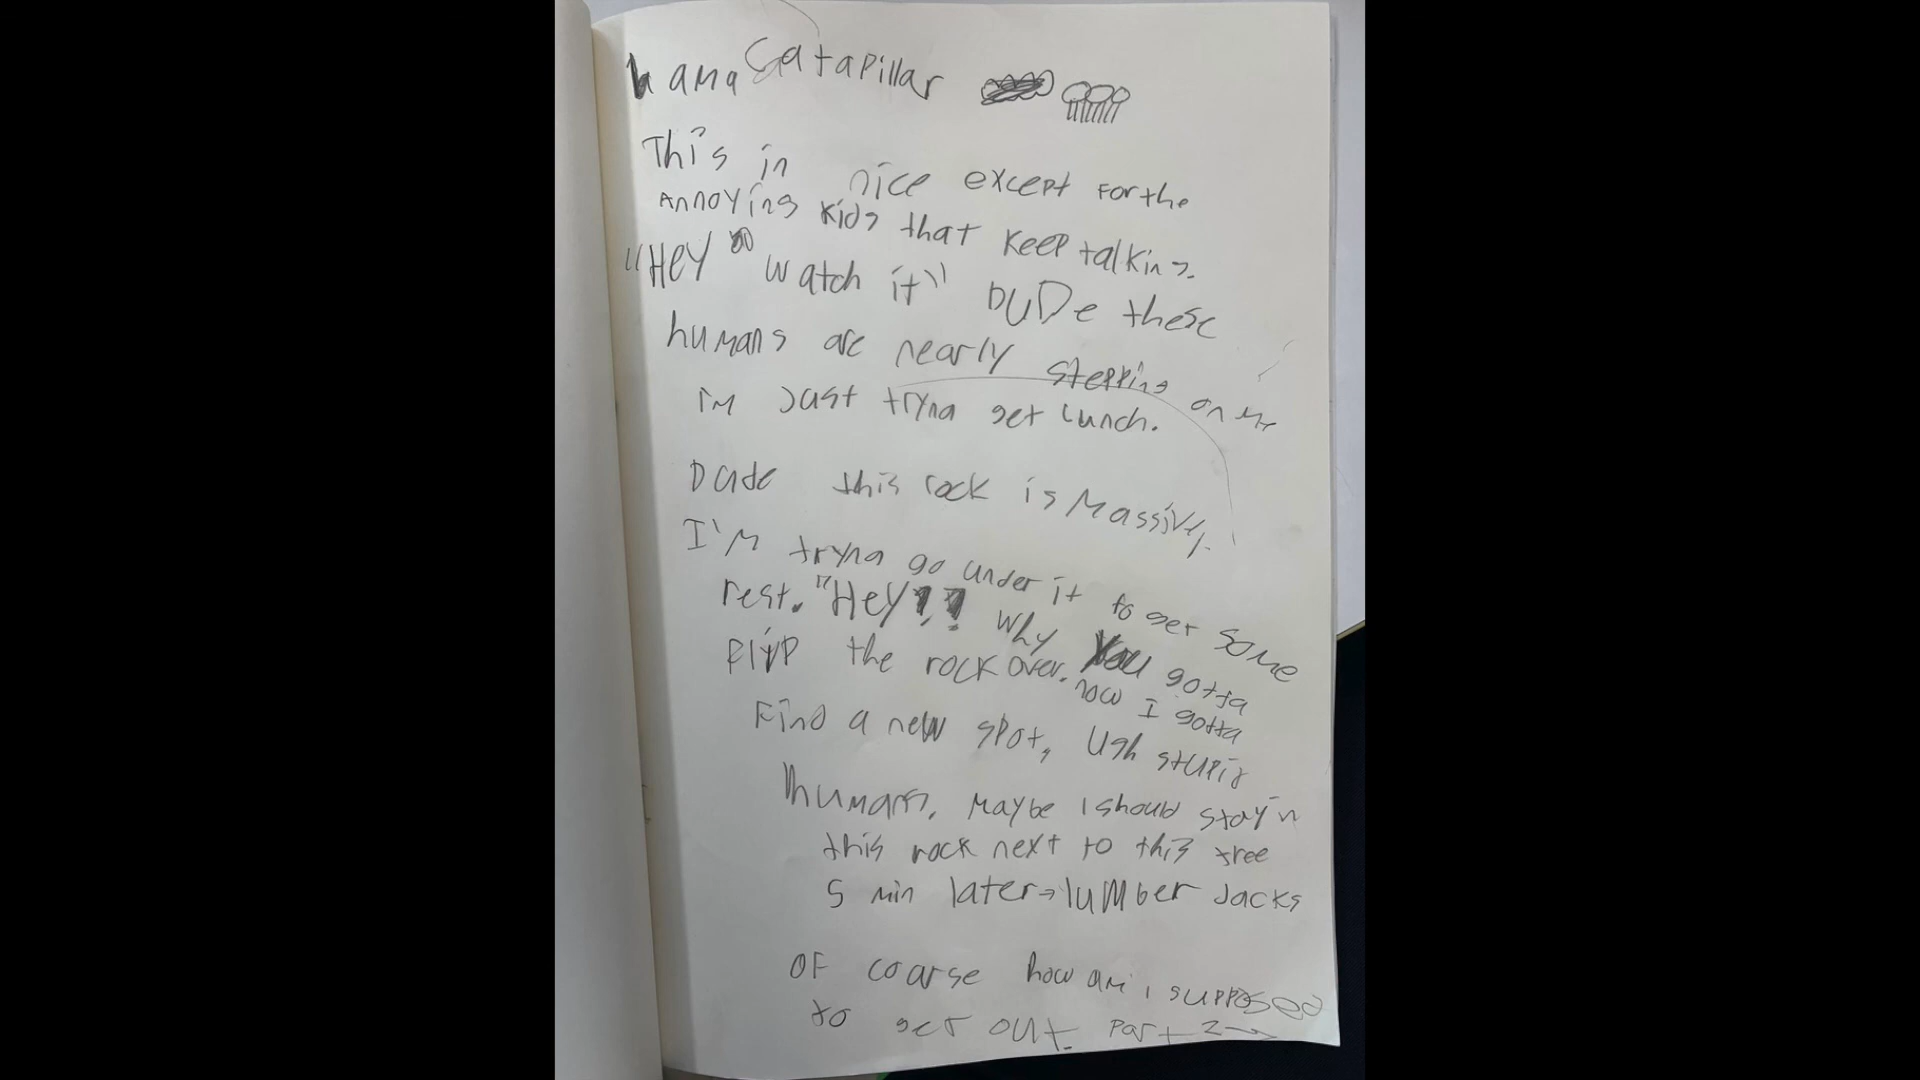 I am a Catapillar
This in nice except for the
Annoying kids that keep talking.
"Hey watch it" DUDe these
humans are nearly stepping on me
I'm Just tryna get Lunch.
Dude this rock is Massive,.
I'M tryna go under it to get some
rest. "Hey!! why You gotta
Flip the rock over. now I gotta
Find a new spot, Ugh stupid
humans, Maybe i should stay in
this rock next to this tree
5 min later→lumber Jacks
OF coarse how am i supposed
to get out. Part 2→